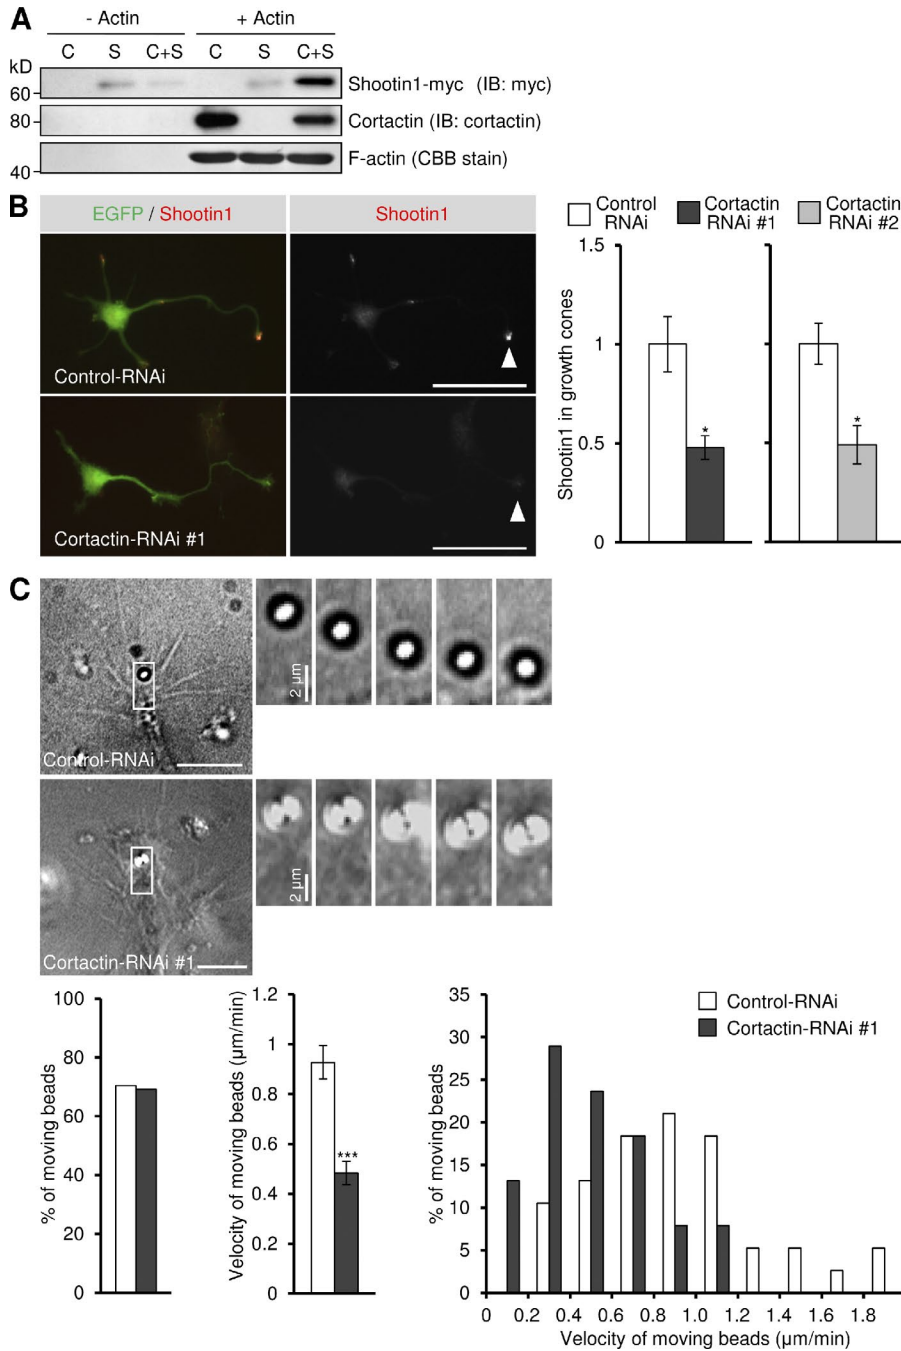 A
- Actin + Actin
C S C+S C S C+S
kD
60
Shootin1-myc (IB: myc)
80
Cortactin (IB: cortactin)
40
F-actin (CBB stain)
B
EGFP / Shootin1
Shootin1
Control-RNAi
Cortactin-RNAi #1
Control
RNAi
Cortactin
RNAi #1
Cortactin
RNAi #2
Shootin1 in growth cones
1.5
1
0.5
0
*
*
C
Control-RNAi
2 µm
Cortactin-RNAi #1
2 µm
% of moving beads
100
80
60
40
20
0
Velocity of moving beads (µm/min)
1.2
1
0.8
0.6
0.4
0.2
0
***
% of moving beads
35
30
25
20
15
10
5
0
Control-RNAi
Cortactin-RNAi #1
0 0.2 0.4 0.6 0.8 1.0 1.2 1.4 1.6 1.8
Velocity of moving beads (µm/min)